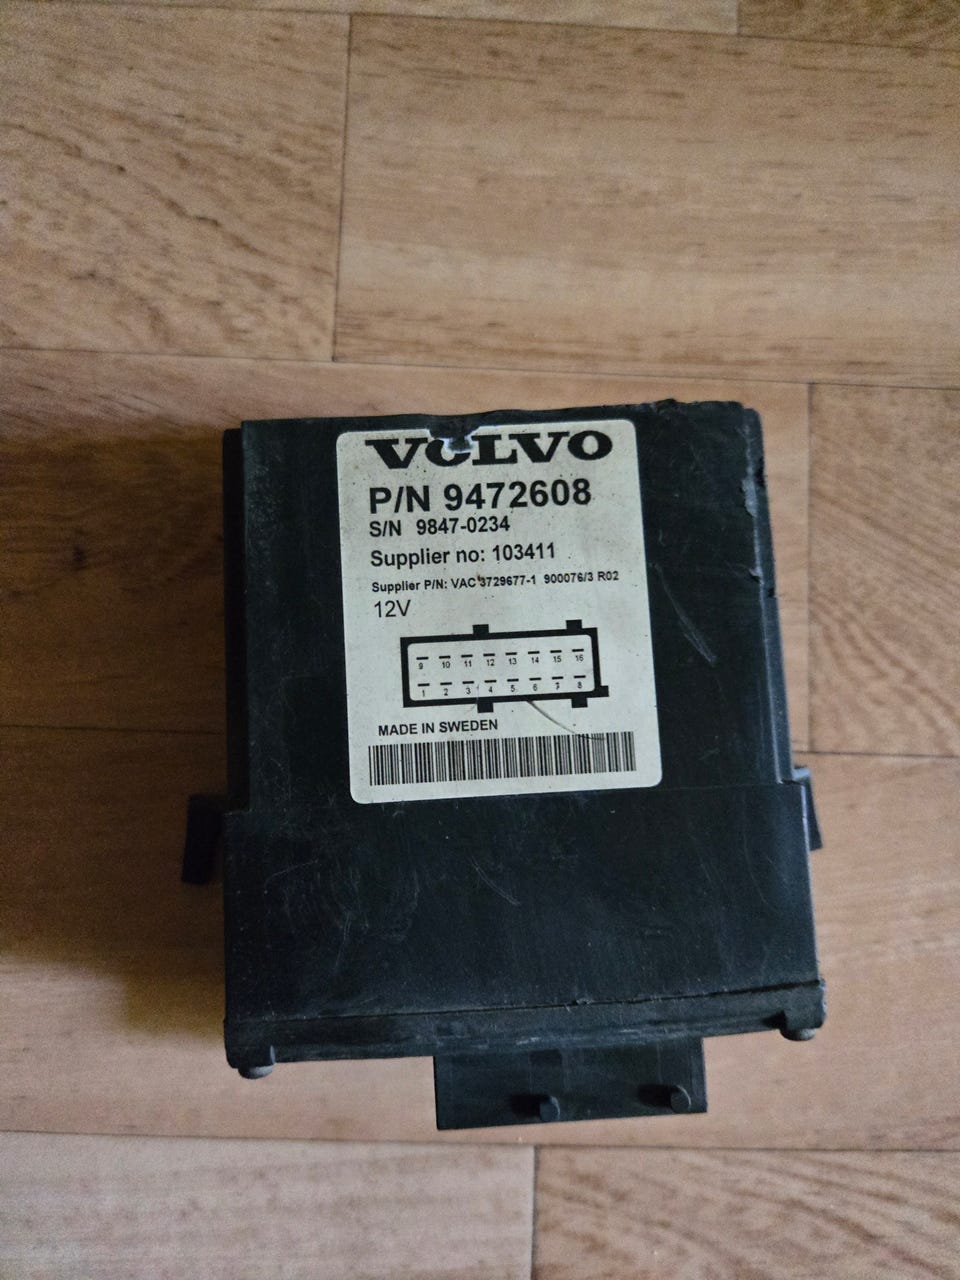 VOLVO
P/N 9472608
S/N 9847-0234
Supplier no: 103411
Supplier P/N: VAC 3729677-1 900076/3 R02
12V
9 10 11 12 13 14 15 16
1 2 3 4 5 6 7 8
MADE IN SWEDEN